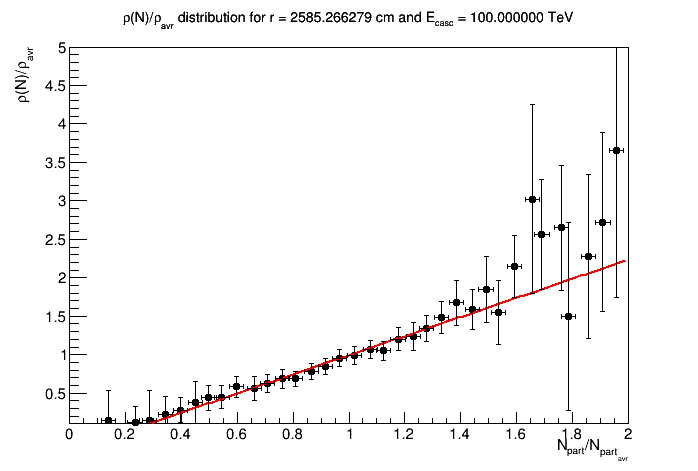 ρ(N)/ρavr distribution for r = 2585.266279 cm and Ecasc = 100.000000 TeV
ρ(N)/ρavr
5
4.5
4
3.5
3
2.5
2
1.5
1
0.5
0 0.2 0.4 0.6 0.8 1 1.2 1.4 1.6 1.8 2
Npart/Npartavr